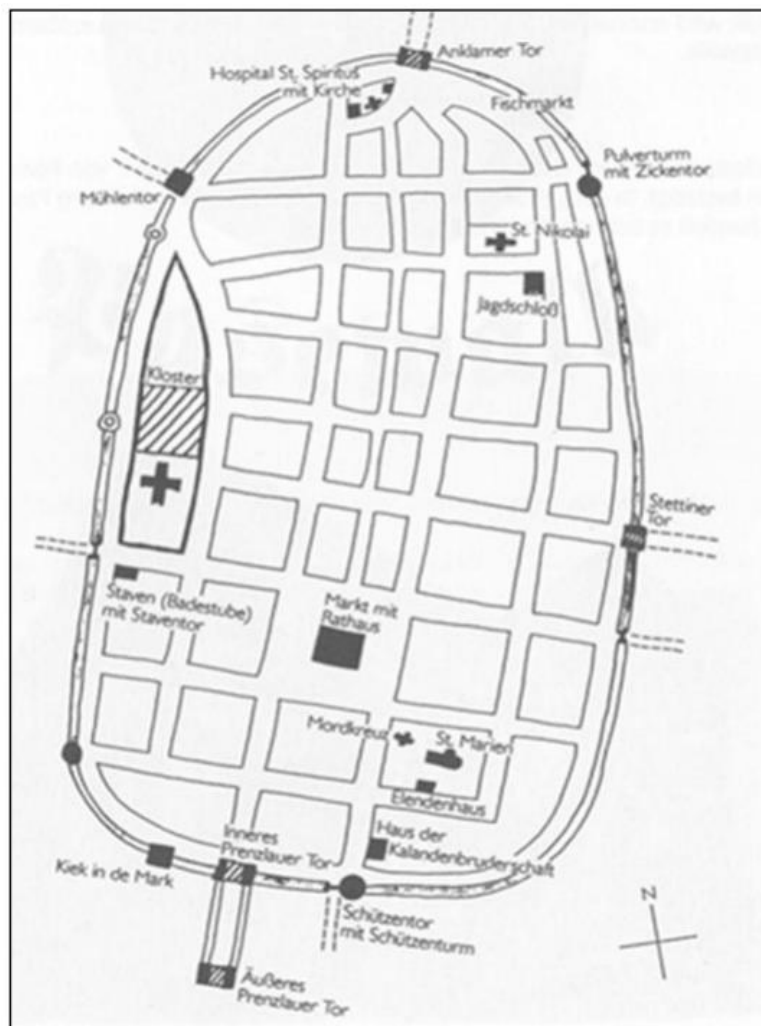 Anklamer Tor
Hospital St. Spiritus
mit Kirche
Fischmarkt
Pulverturm
mit Zickentor
Mühlentor
St. Nikolai
Jagdschloß
Kloster
Stettiner
Tor
Staven (Badestube)
mit Staventor
Markt mit
Rathaus
Mordkreuz
St. Marien
Elendenhaus
Inneres
Prenzlauer Tor
Haus der
Kalandenbruderschaft
Kiek in de Mark
Schützentor
mit Schützenturm
Äußeres
Prenzlauer Tor
N